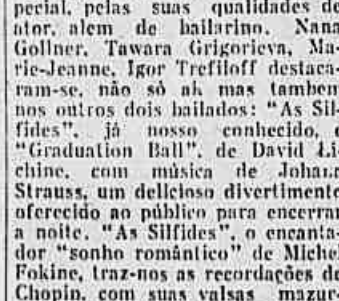 pecial, pelas suas qualidades de
ator, alem de bailarino. Nana
Gollner, Tawara Grigorieva, Ma-
rie-Jeanne, Igor Trefiloff destaca-
ram-se, não só ah mas tambem
nos outros dois bailados: "As Sil-
fides", já nosso conhecido, e
"Graduation Ball", de David Li-
chine, com música de Johann
Strauss, um delicioso divertimento
oferecido ao público para encerrar
a noite. "As Silfides", o encanta-
dor "sonho romântico" de Michel
Fokine, traz-nos as recordações de
Chopin, com suas valsas mazur-